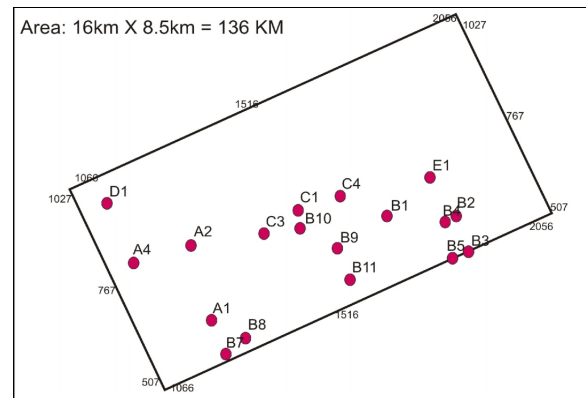 Area: 16km X 8.5km = 136 KM
2056
1027
1516
767
1066
1027
D1
E1
C4
C1
B1
B2
B4
507
2056
B10
C3
A2
B9
B3
B5
A4
B11
767
1516
A1
B8
B7
507
1066